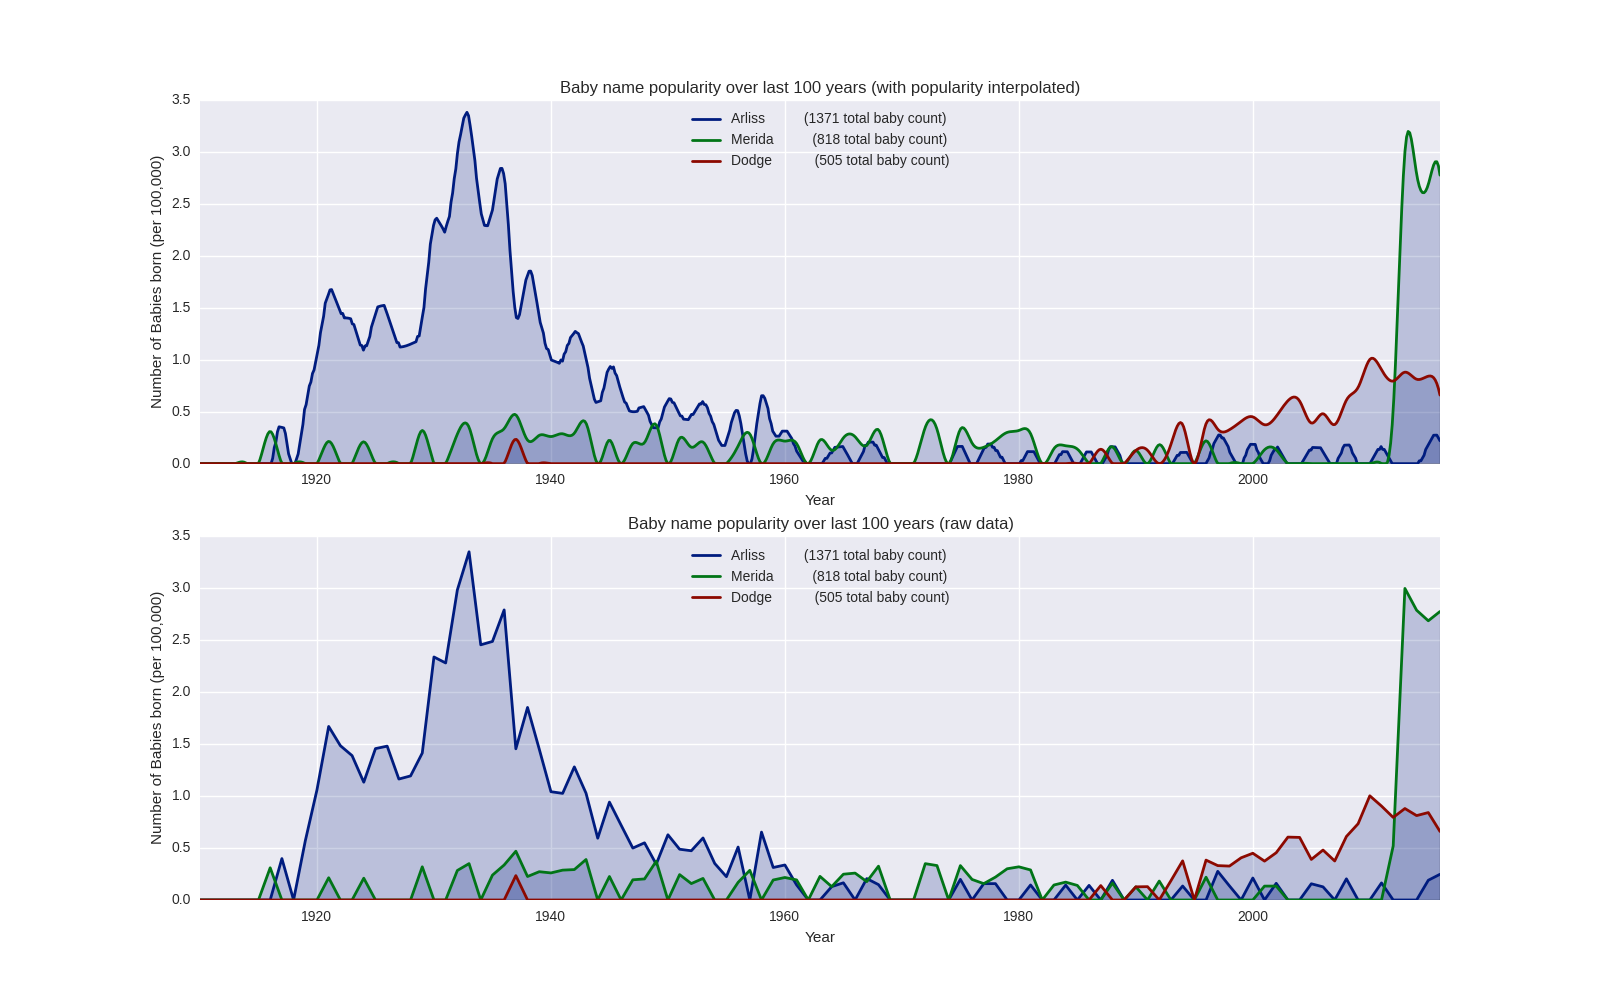 Baby name popularity over last 100 years (with popularity interpolated)
3.5
3.0
2.5
2.0
1.5
1.0
0.5
0.0
Number of Babies born (per 100,000)
Arliss (1371 total baby count)
Merida (818 total baby count)
Dodge (505 total baby count)
1920 1940 1960 1980 2000
Year
Baby name popularity over last 100 years (raw data)
3.5
3.0
2.5
2.0
1.5
1.0
0.5
0.0
Number of Babies born (per 100,000)
Arliss (1371 total baby count)
Merida (818 total baby count)
Dodge (505 total baby count)
1920 1940 1960 1980 2000
Year